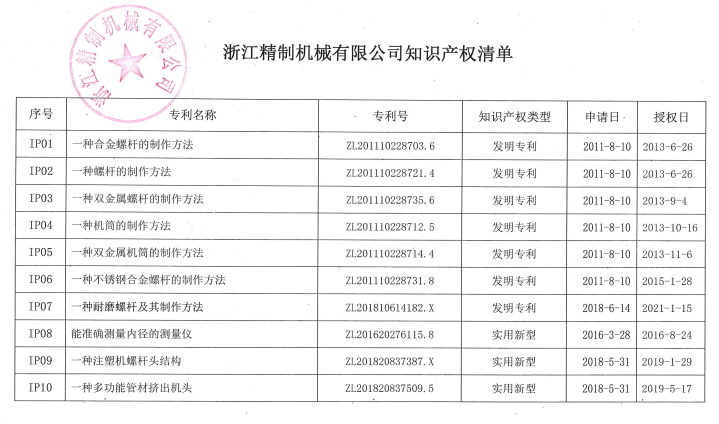 浙江精制机械有限公司
浙江精制机械有限公司知识产权清单
序号 专利名称 专利号 知识产权类型 申请日 授权日
IP01 一种合金螺杆的制作方法 ZL201110228703.6 发明专利 2011-8-10 2013-6-26
IP02 一种螺杆的制作方法 ZL201110228721.4 发明专利 2011-8-10 2013-6-26
IP03 一种双金属螺杆的制作方法 ZL201110228735.6 发明专利 2011-8-10 2013-9-4
IP04 一种机筒的制作方法 ZL201110228712.5 发明专利 2011-8-10 2013-10-16
IP05 一种双金属机筒的制作方法 ZL201110228714.4 发明专利 2011-8-10 2013-11-6
IP06 一种不锈钢合金螺杆的制作方法 ZL201110228731.8 发明专利 2011-8-10 2015-1-28
IP07 一种耐磨螺杆及其制作方法 ZL201810614182.X 发明专利 2018-6-14 2021-1-15
IP08 能准确测量内径的测量仪 ZL201620276115.8 实用新型 2016-3-28 2016-8-24
IP09 一种注塑机螺杆头结构 ZL201820837387.X 实用新型 2018-5-31 2019-1-29
IP10 一种多功能管材挤出机头 ZL201820837509.5 实用新型 2018-5-31 2019-5-17